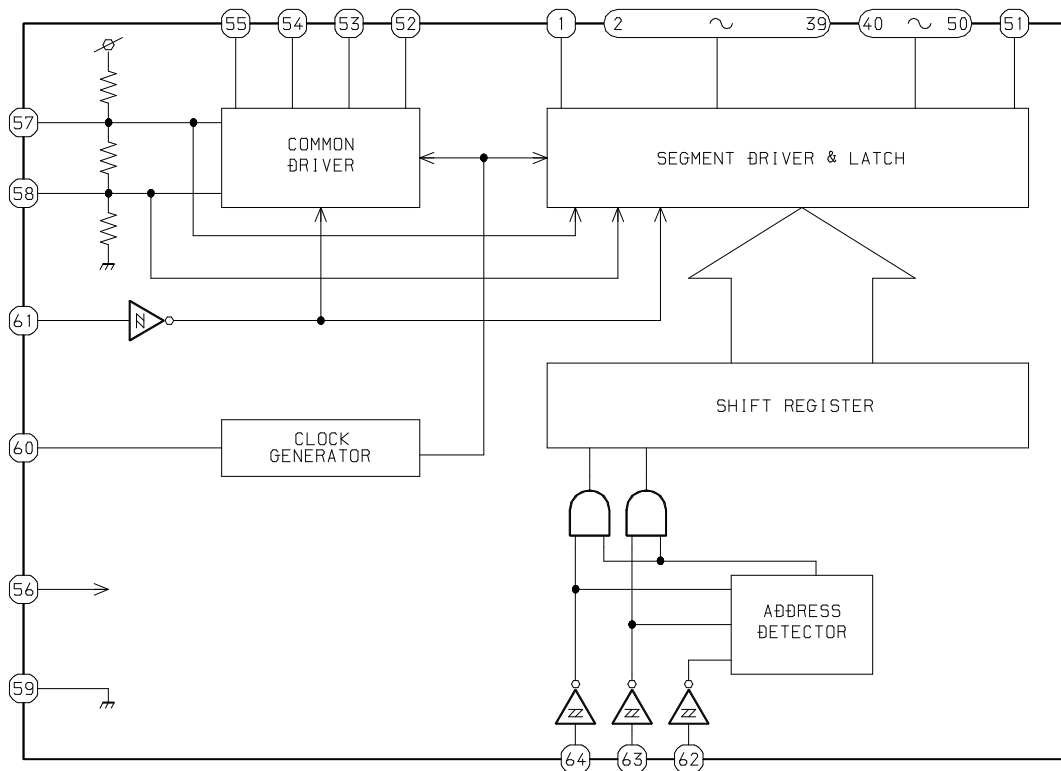 55 54 53 52 1 2 ~ 39 40 ~ 50 51
57
COMMON
DRIVER
SEGMENT DRIVER & LATCH
58
61
SHIFT REGISTER
60
CLOCK
GENERATOR
56
ADDRESS
DETECTOR
59
64 63 62